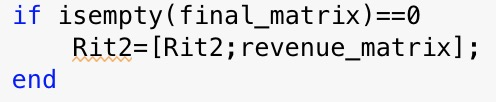 if isempty(final_matrix)==0
    Rit2=[Rit2;revenue_matrix];
end